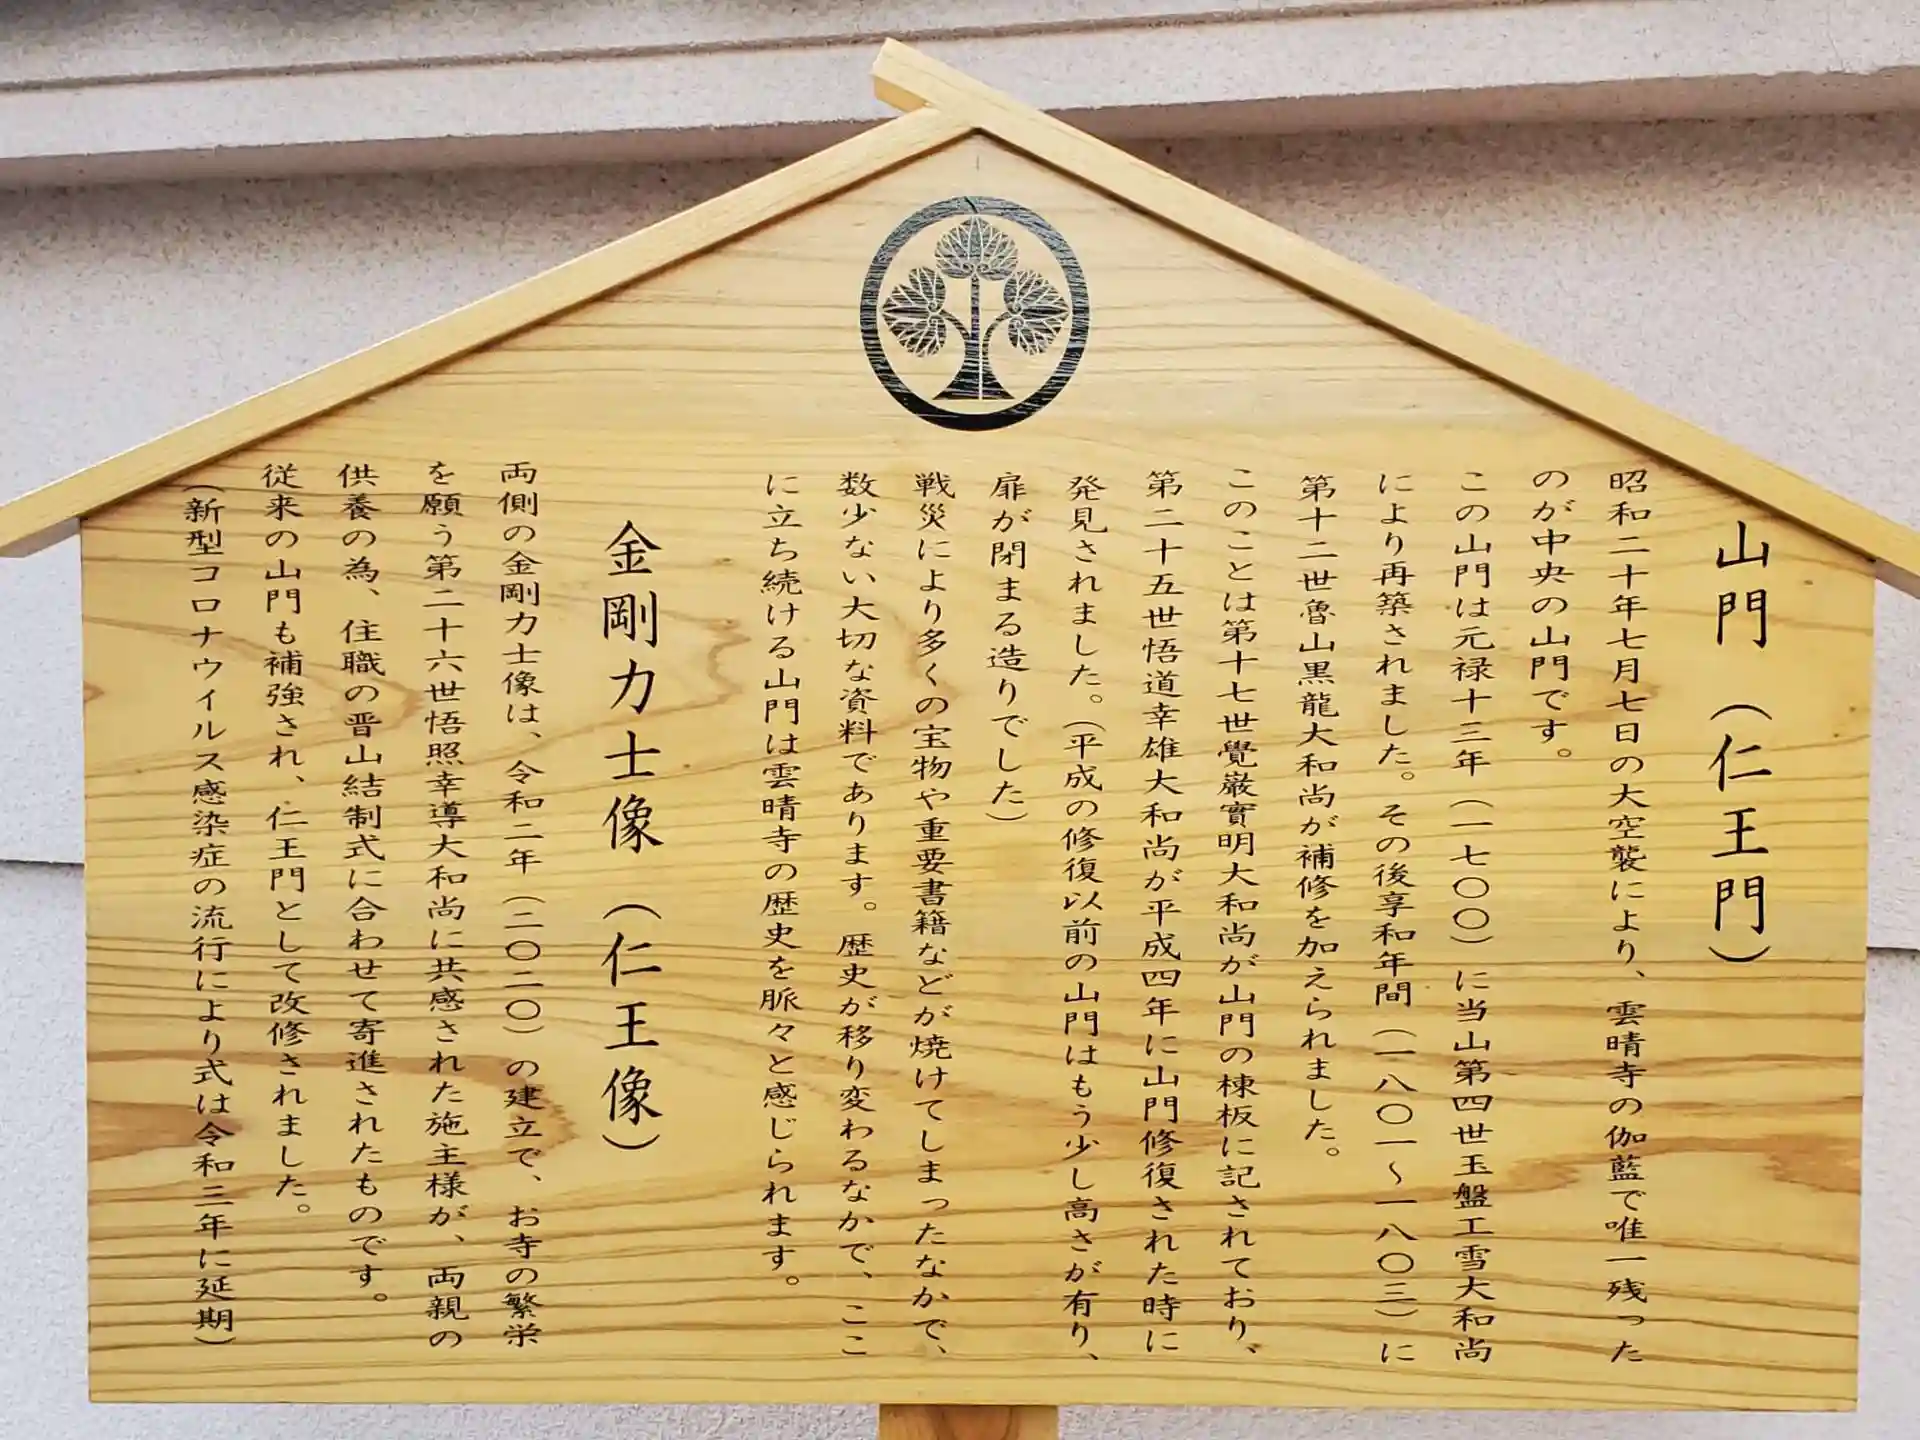 山門（仁王門）
昭和二十年七月七日の大空襲により、雲晴寺の伽藍で唯一残った
のが中央の山門です。
この山門は元禄十三年（一七〇〇）に当山第四世玉盤工雪大和尚
により再築されました。その後享和年間（一八〇一～一八〇三）に
第十二世魯山黒龍大和尚が補修を加えられました。
このことは第十七世覺巌實明大和尚が山門の棟板に記されており、
第二十五世悟道幸雄大和尚が平成四年に山門修復された時に
発見されました。（平成の修復以前の山門はもう少し高さが有り、
扉が閉まる造りでした）
戦災により多くの宝物や重要書籍などが焼けてしまったなかで、
数少ない大切な資料であります。歴史が移り変わるなかで、ここ
に立ち続ける山門は雲晴寺の歴史を脈々と感じられます。
金剛力士像（仁王像）
両側の金剛力士像は、令和二年（二〇二〇）の建立で、お寺の繁栄
を願う第二十六世悟照幸導大和尚に共感された施主様が、両親の
供養の為、住職の晋山結制式に合わせて寄進されたものです。
従来の山門も補強され、仁王門として改修されました。
（新型コロナウィルス感染症の流行により式は令和三年に延期）